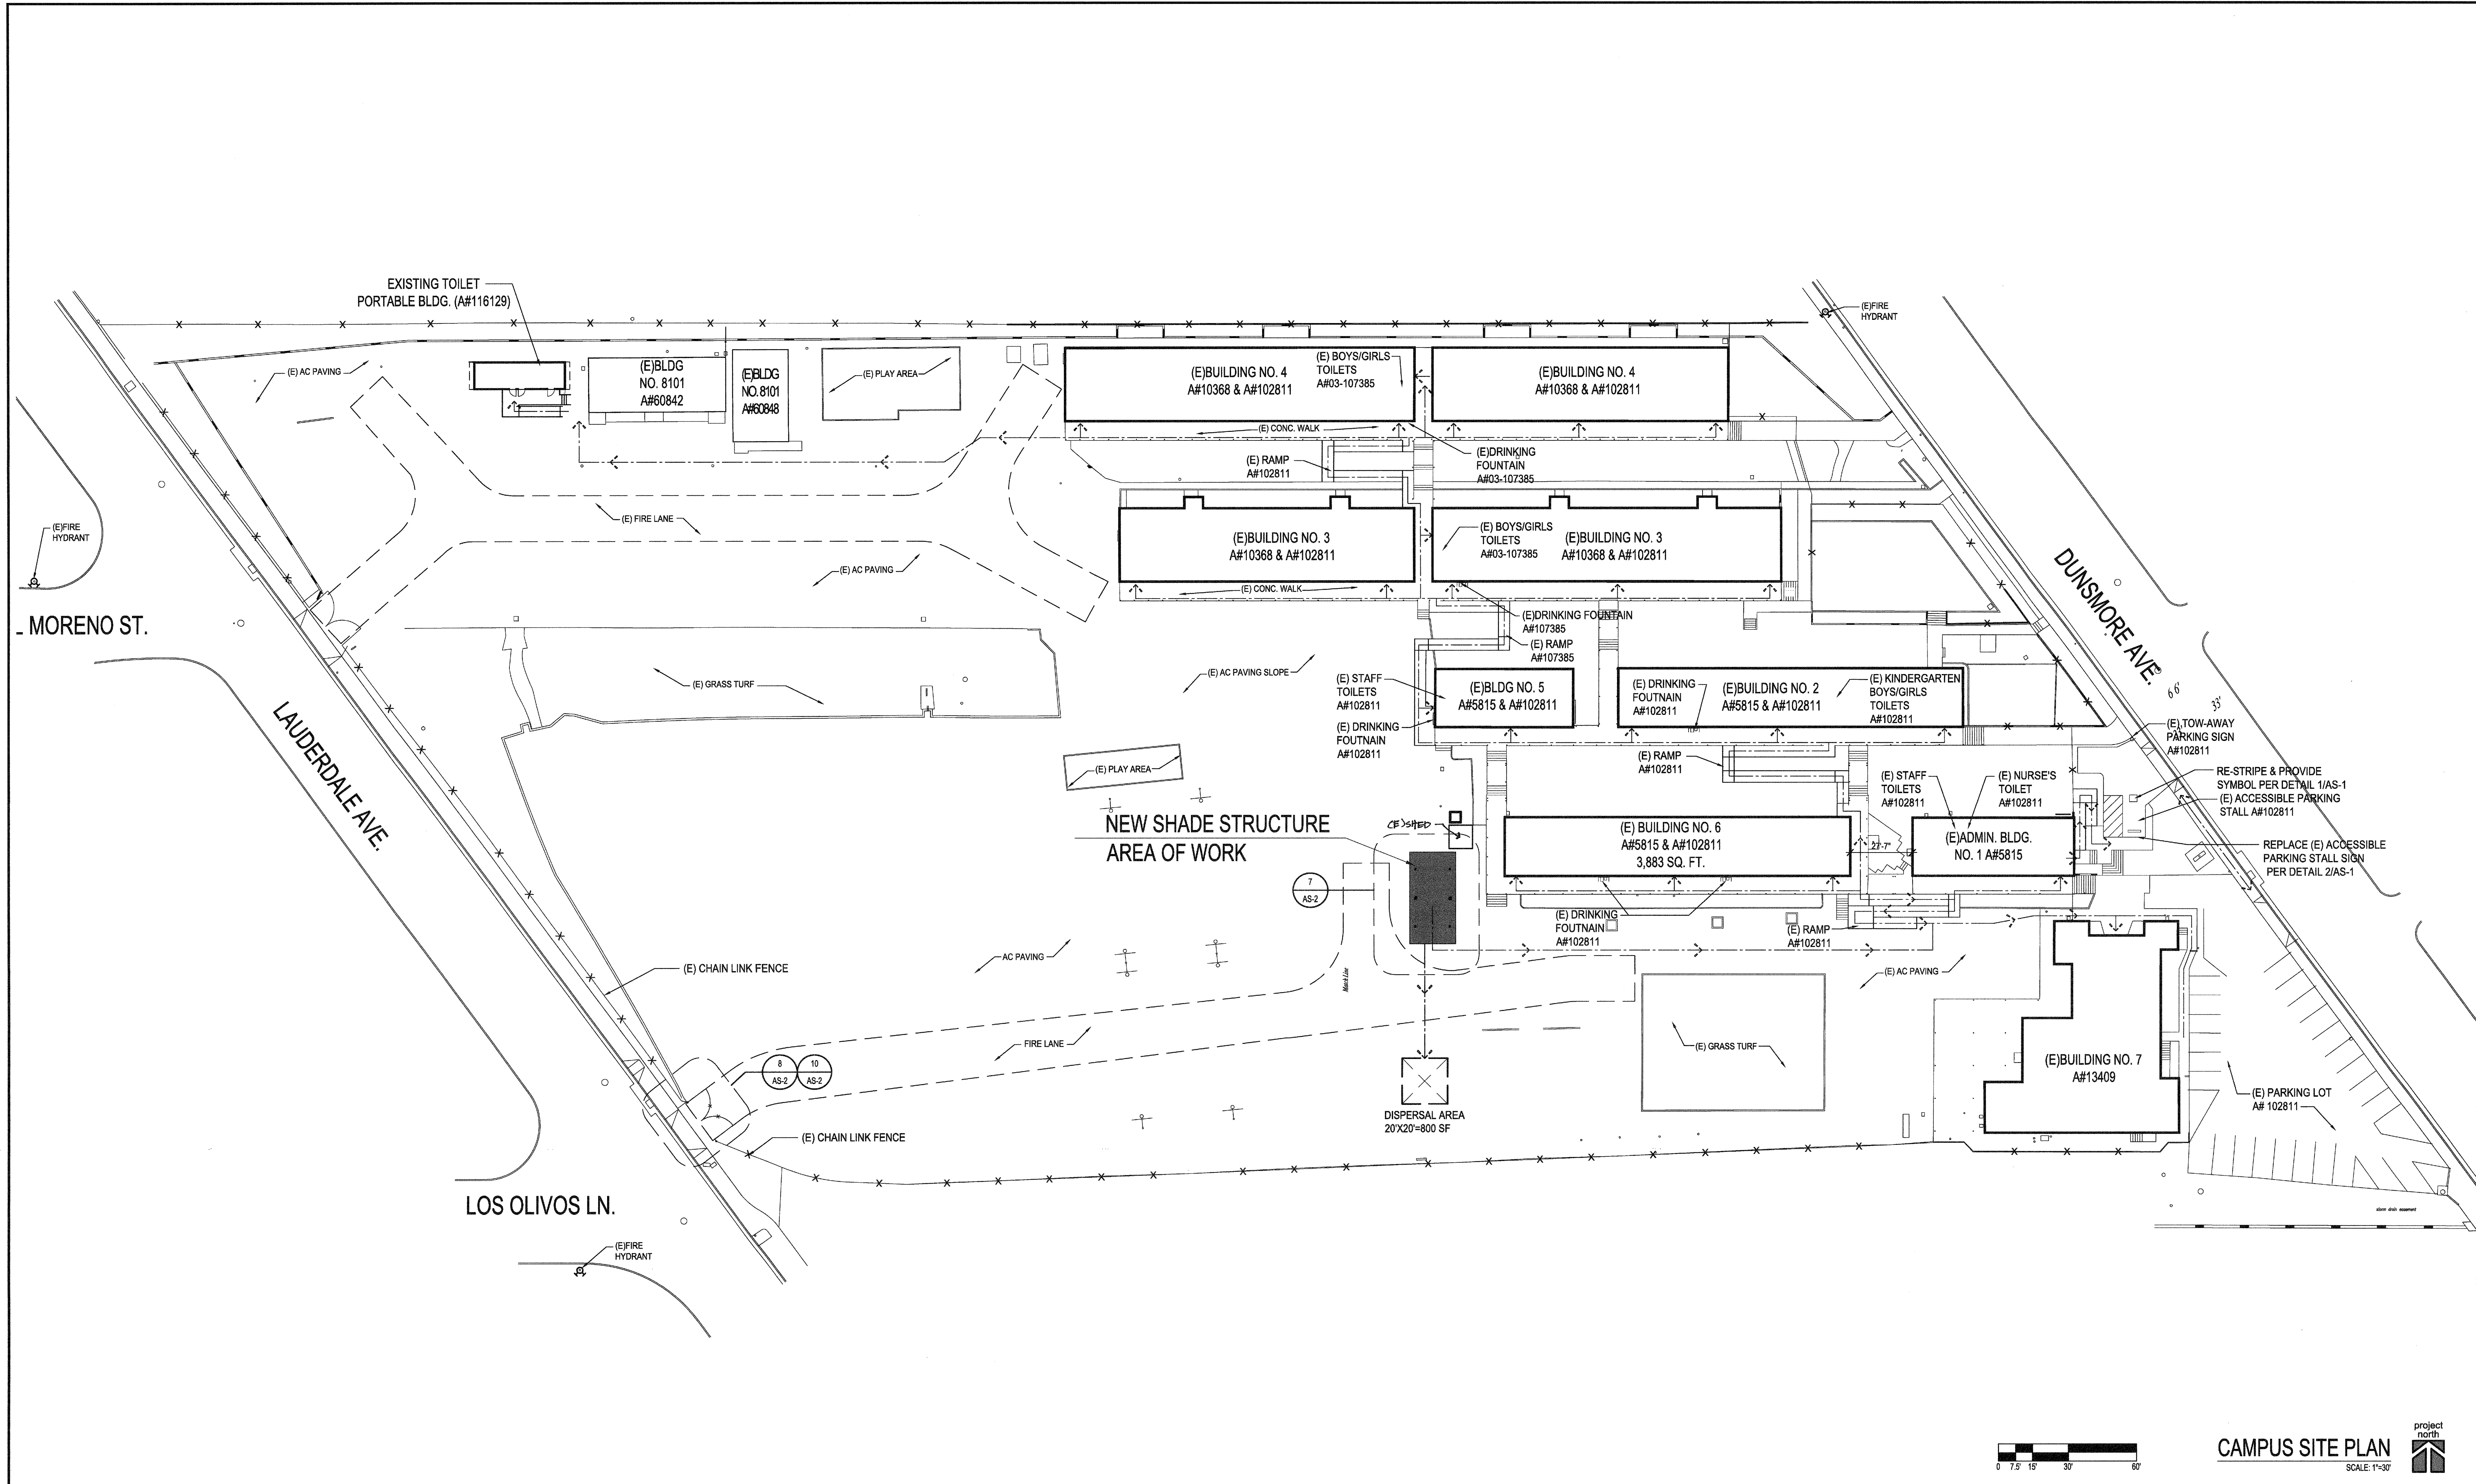 EXISTING TOILET
PORTABLE BLDG. (A#116129)
(E)FIRE
HYDRANT
(E) AC PAVING
(E)BLDG
NO. 8101
A#60842
(E)BLDG
NO. 8101
A#60848
(E) PLAY AREA
(E)BUILDING NO. 4
A#10368 & A#102811
(E) BOYS/GIRLS
TOILETS
A#03-107385
(E)BUILDING NO. 4
A#10368 & A#102811
(E) CONC. WALK
(E) RAMP
A#102811
(E)DRINKING
FOUNTAIN
A#03-107385
(E)FIRE
HYDRANT
(E) FIRE LANE
(E)BUILDING NO. 3
A#10368 & A#102811
(E) BOYS/GIRLS
TOILETS
A#03-107385
(E)BUILDING NO. 3
A#10368 & A#102811
(E) AC PAVING
(E) CONC. WALK
DUNSMORE AVE.
66'
33'
MORENO ST.
(E)DRINKING FOUNTAIN
A#107385
(E) RAMP
A#107385
(E) GRASS TURF
(E) AC PAVING SLOPE
(E) STAFF
TOILETS
A#102811
(E)BLDG NO. 5
A#5815 & A#102811
(E) DRINKING
FOUTNAIN
A#102811
(E)BUILDING NO. 2
A#5815 & A#102811
(E) KINDERGARTEN
BOYS/GIRLS
TOILETS
A#102811
(E) DRINKING
FOUTNAIN
A#102811
LAUDERDALE AVE.
(E) TOW-AWAY
PARKING SIGN
A#102811
(E) PLAY AREA
(E) RAMP
A#102811
(E) STAFF
TOILETS
A#102811
(E) NURSE'S
TOILET
A#102811
RE-STRIPE & PROVIDE
SYMBOL PER DETAIL 1/AS-1
(E) ACCESSIBLE PARKING
STALL A#102811
NEW SHADE STRUCTURE
AREA OF WORK
(E)SHED
(E) BUILDING NO. 6
A#5815 & A#102811
3,883 SQ. FT.
27'-7"
(E)ADMIN. BLDG.
NO. 1 A#5815
REPLACE (E) ACCESSIBLE
PARKING STALL SIGN
PER DETAIL 2/AS-1
7
AS-2
(E) DRINKING
FOUTNAIN
A#102811
(E) RAMP
A#102811
(E) CHAIN LINK FENCE
AC PAVING
Match Line
(E) AC PAVING
FIRE LANE
(E) GRASS TURF
8
AS-2
10
AS-2
(E)BUILDING NO. 7
A#13409
(E) PARKING LOT
A# 102811
DISPERSAL AREA
20'X20'=800 SF
(E) CHAIN LINK FENCE
LOS OLIVOS LN.
storm drain easement
(E)FIRE
HYDRANT
0 7.5' 15' 30' 60'
CAMPUS SITE PLAN
SCALE: 1"=30'
project
north